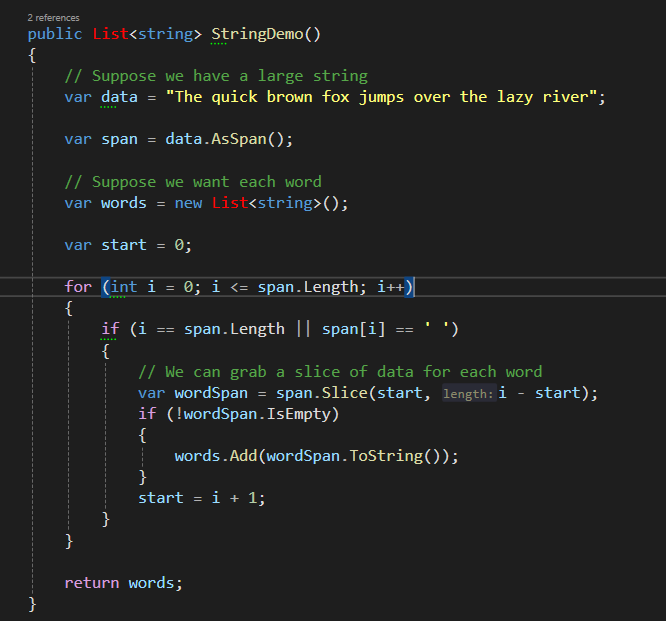 2 references
public List<string> StringDemo()
{
// Suppose we have a large string
var data = "The quick brown fox jumps over the lazy river";
var span = data.AsSpan();
// Suppose we want each word
var words = new List<string>();
var start = 0;
for (int i = 0; i <= span.Length; i++)
{
if (i == span.Length || span[i] == ' ')
{
// We can grab a slice of data for each word
var wordSpan = span.Slice(start, length: i - start);
if (!wordSpan.IsEmpty)
{
words.Add(wordSpan.ToString());
}
start = i + 1;
}
}
return words;
}